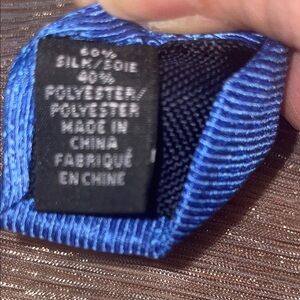 60%
SILK/SOIE
40%
POLYESTER/
POLYESTER
MADE IN
CHINA
FABRIQUÉ
EN CHINE